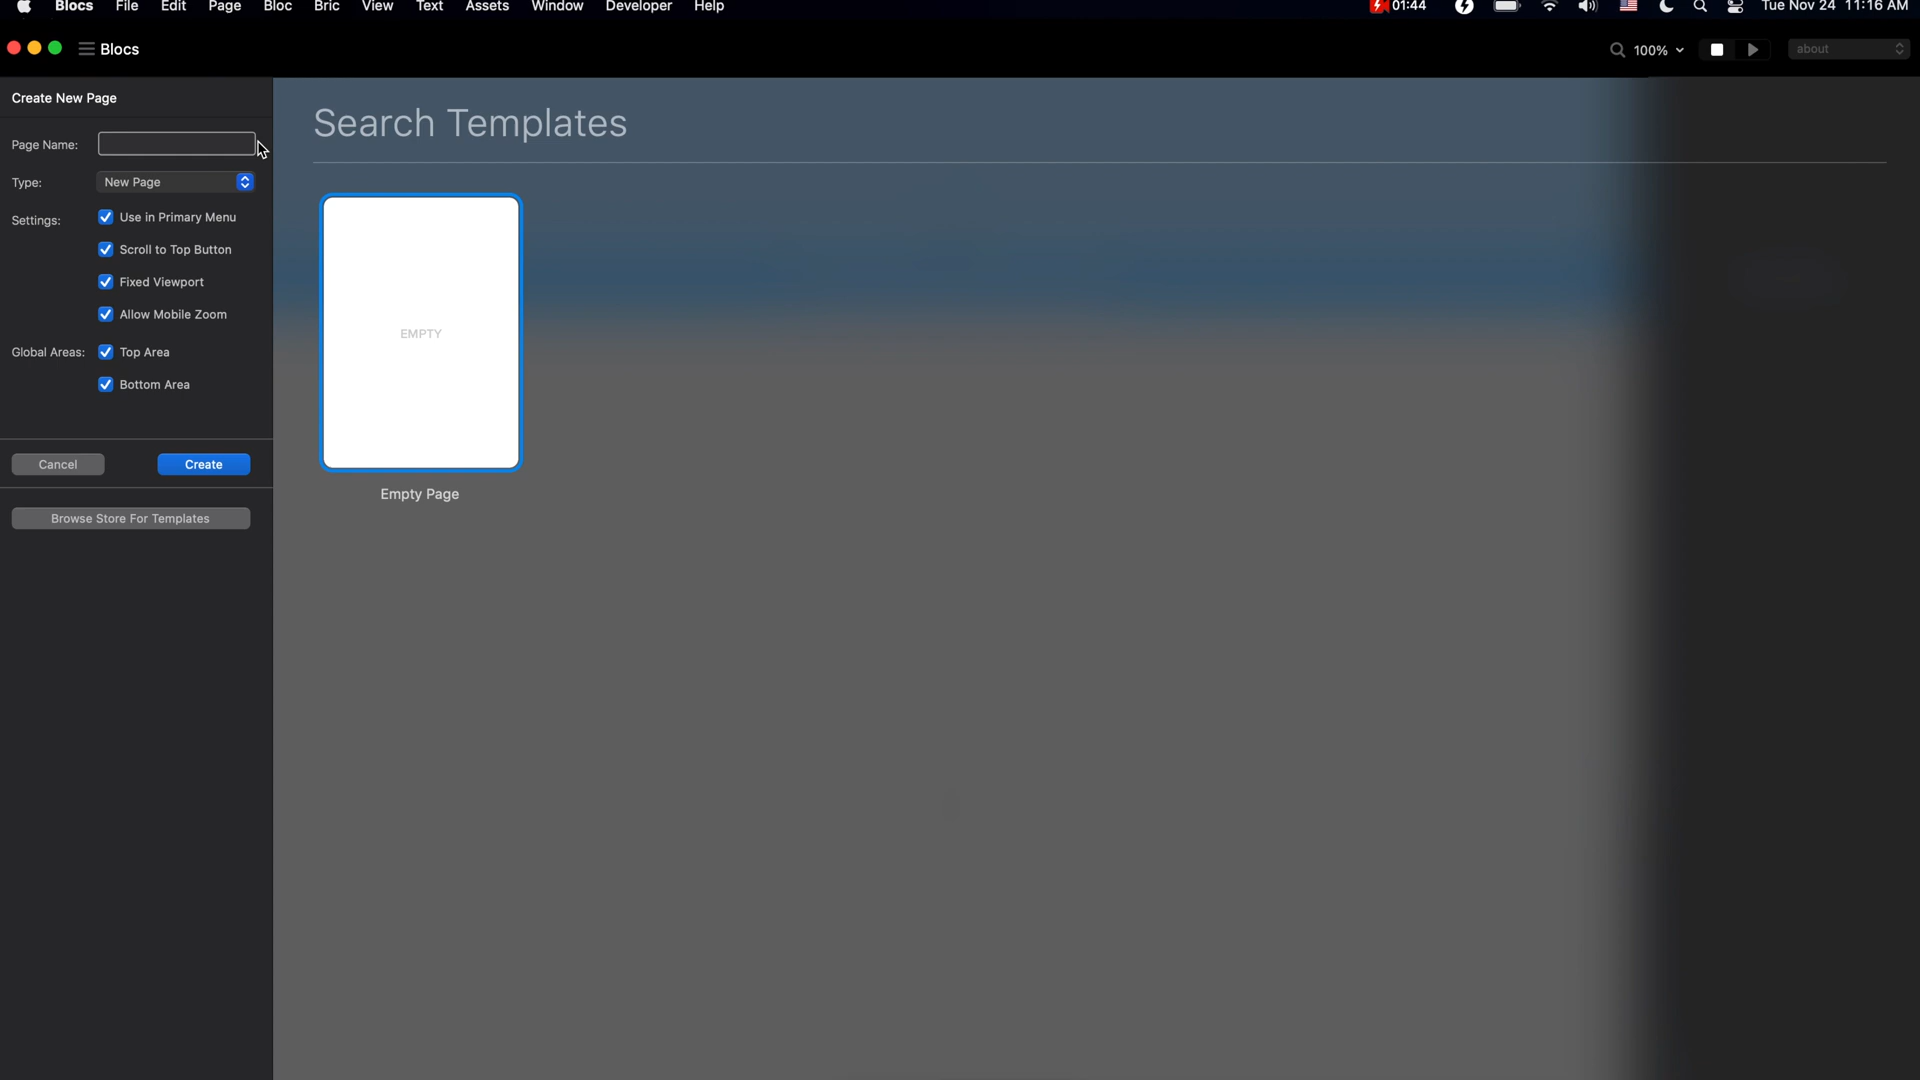 Blocs File Edit Page Bloc Bric View Text Assets Window Developer Help 01:44 Tue Nov 24 11:16 AM
Blocs 100% about
Create New Page
Page Name:
Type: New Page
Settings: Use in Primary Menu
Scroll to Top Button
Fixed Viewport
Allow Mobile Zoom
Global Areas: Top Area
Bottom Area
Cancel Create
Browse Store For Templates
Search Templates
EMPTY
Empty Page